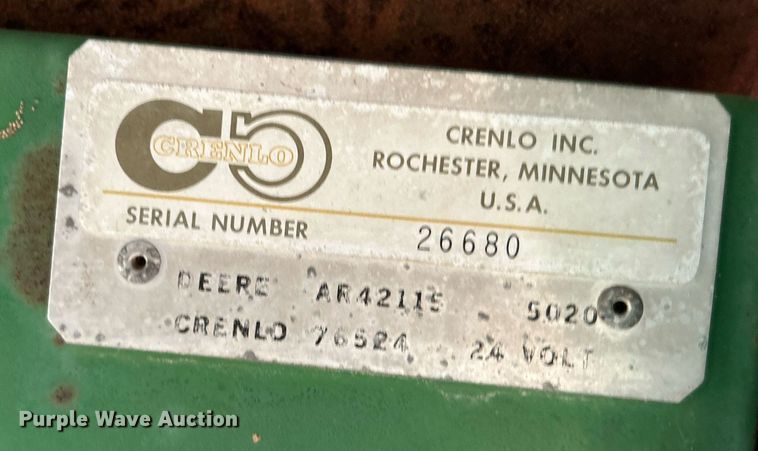 CRENLO
CRENLO INC.
ROCHESTER, MINNESOTA
U.S.A.
SERIAL NUMBER 26680
DEERE AR42115 5020
CRENLO 76524 24 VOLT
Purple Wave Auction